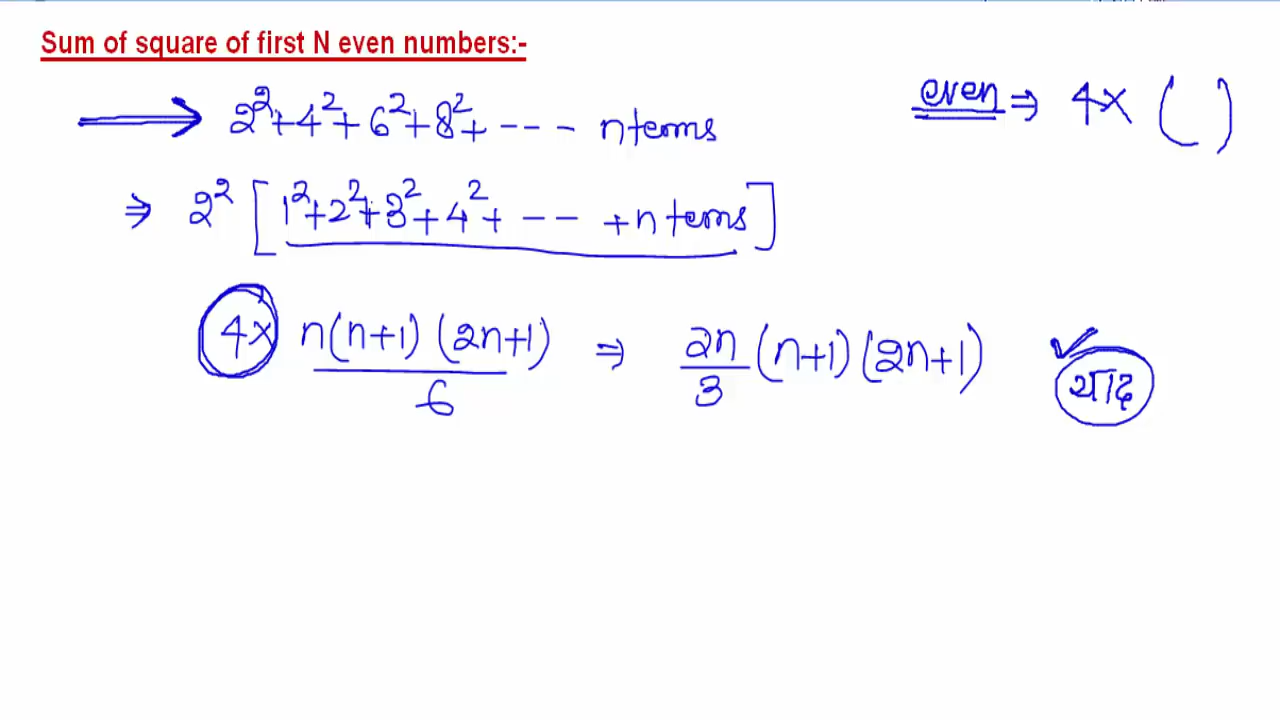 Sum of square of first N even numbers:-
even ⇒ 4x ( )
⟹ 2² + 4² + 6² + 8² + ---- n terms
⇒ 2² [1² + 2² + 3² + 4² + --- + n tems]
4x n(n+1)(2n+1)/6 ⇒ 2n/3 (n+1)(2n+1) ✓ याद